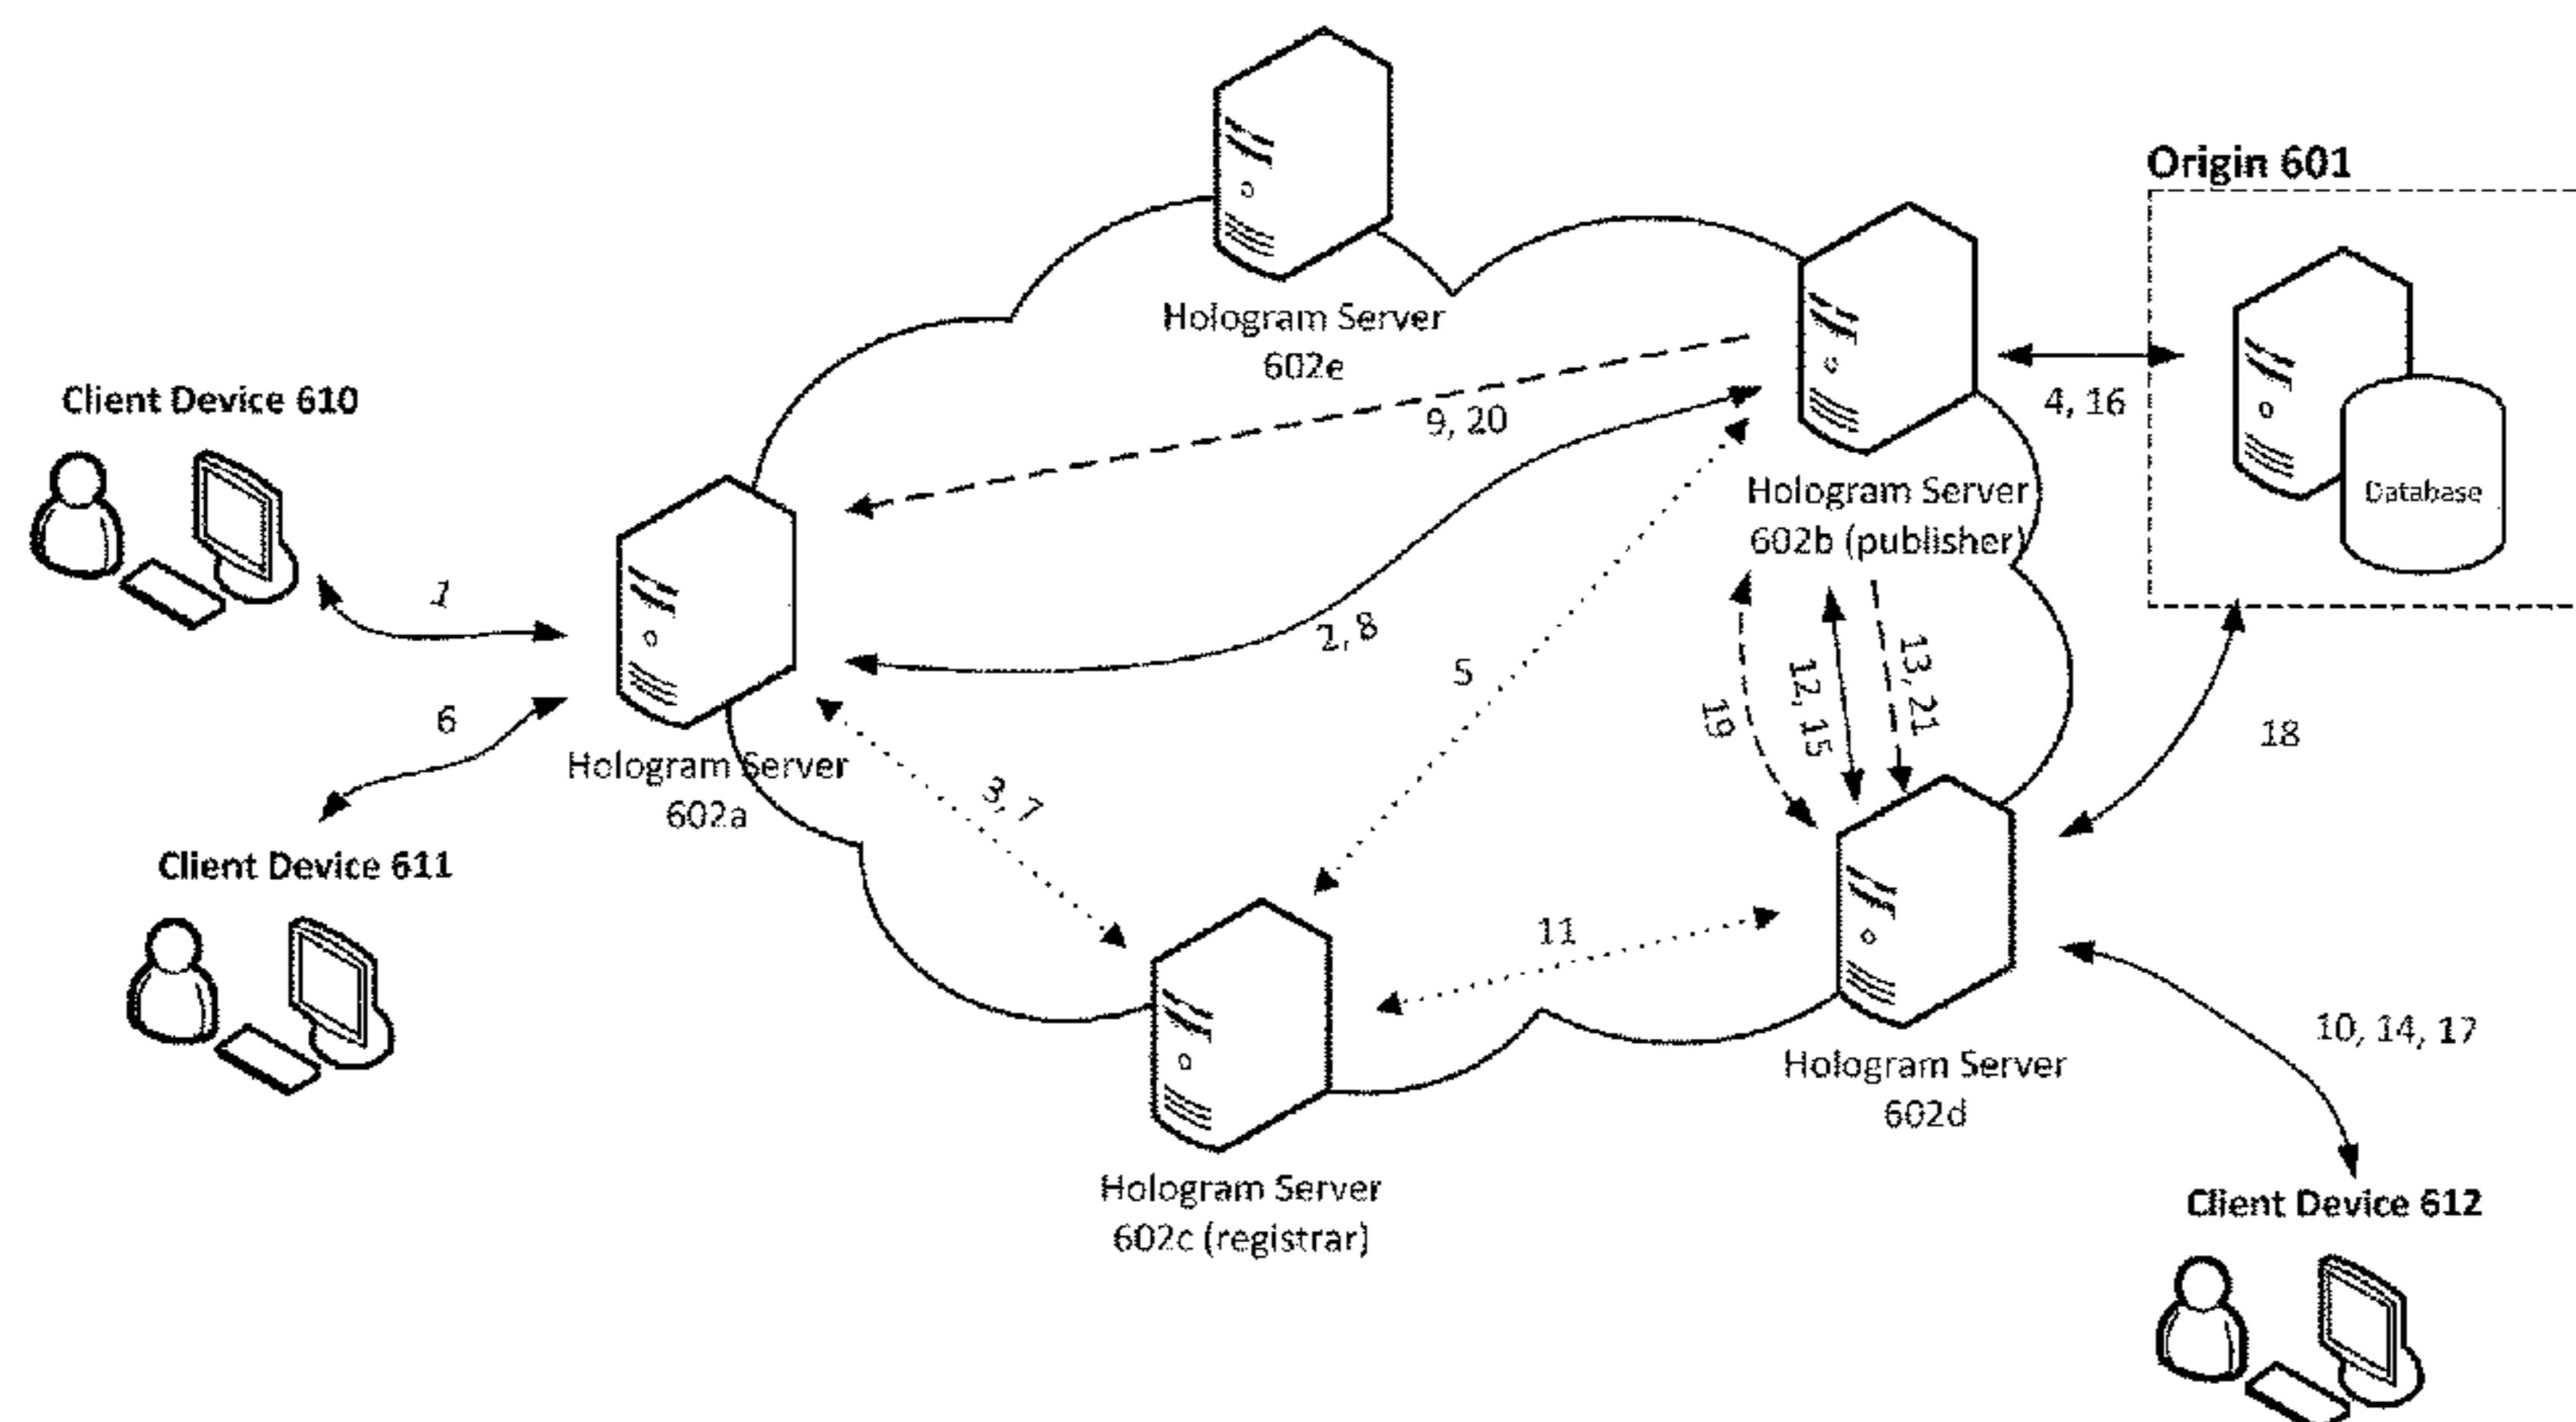 Origin 601
Hologram Server
602e
Client Device 610
9, 20
4, 16
Database
Hologram Server
602b (publisher)
1
2, 8
5
13, 21
12, 15
19
6
18
Hologram Server
602a
3, 7
Client Device 611
11
10, 14, 17
Hologram Server
602d
Hologram Server
602c (registrar)
Client Device 612